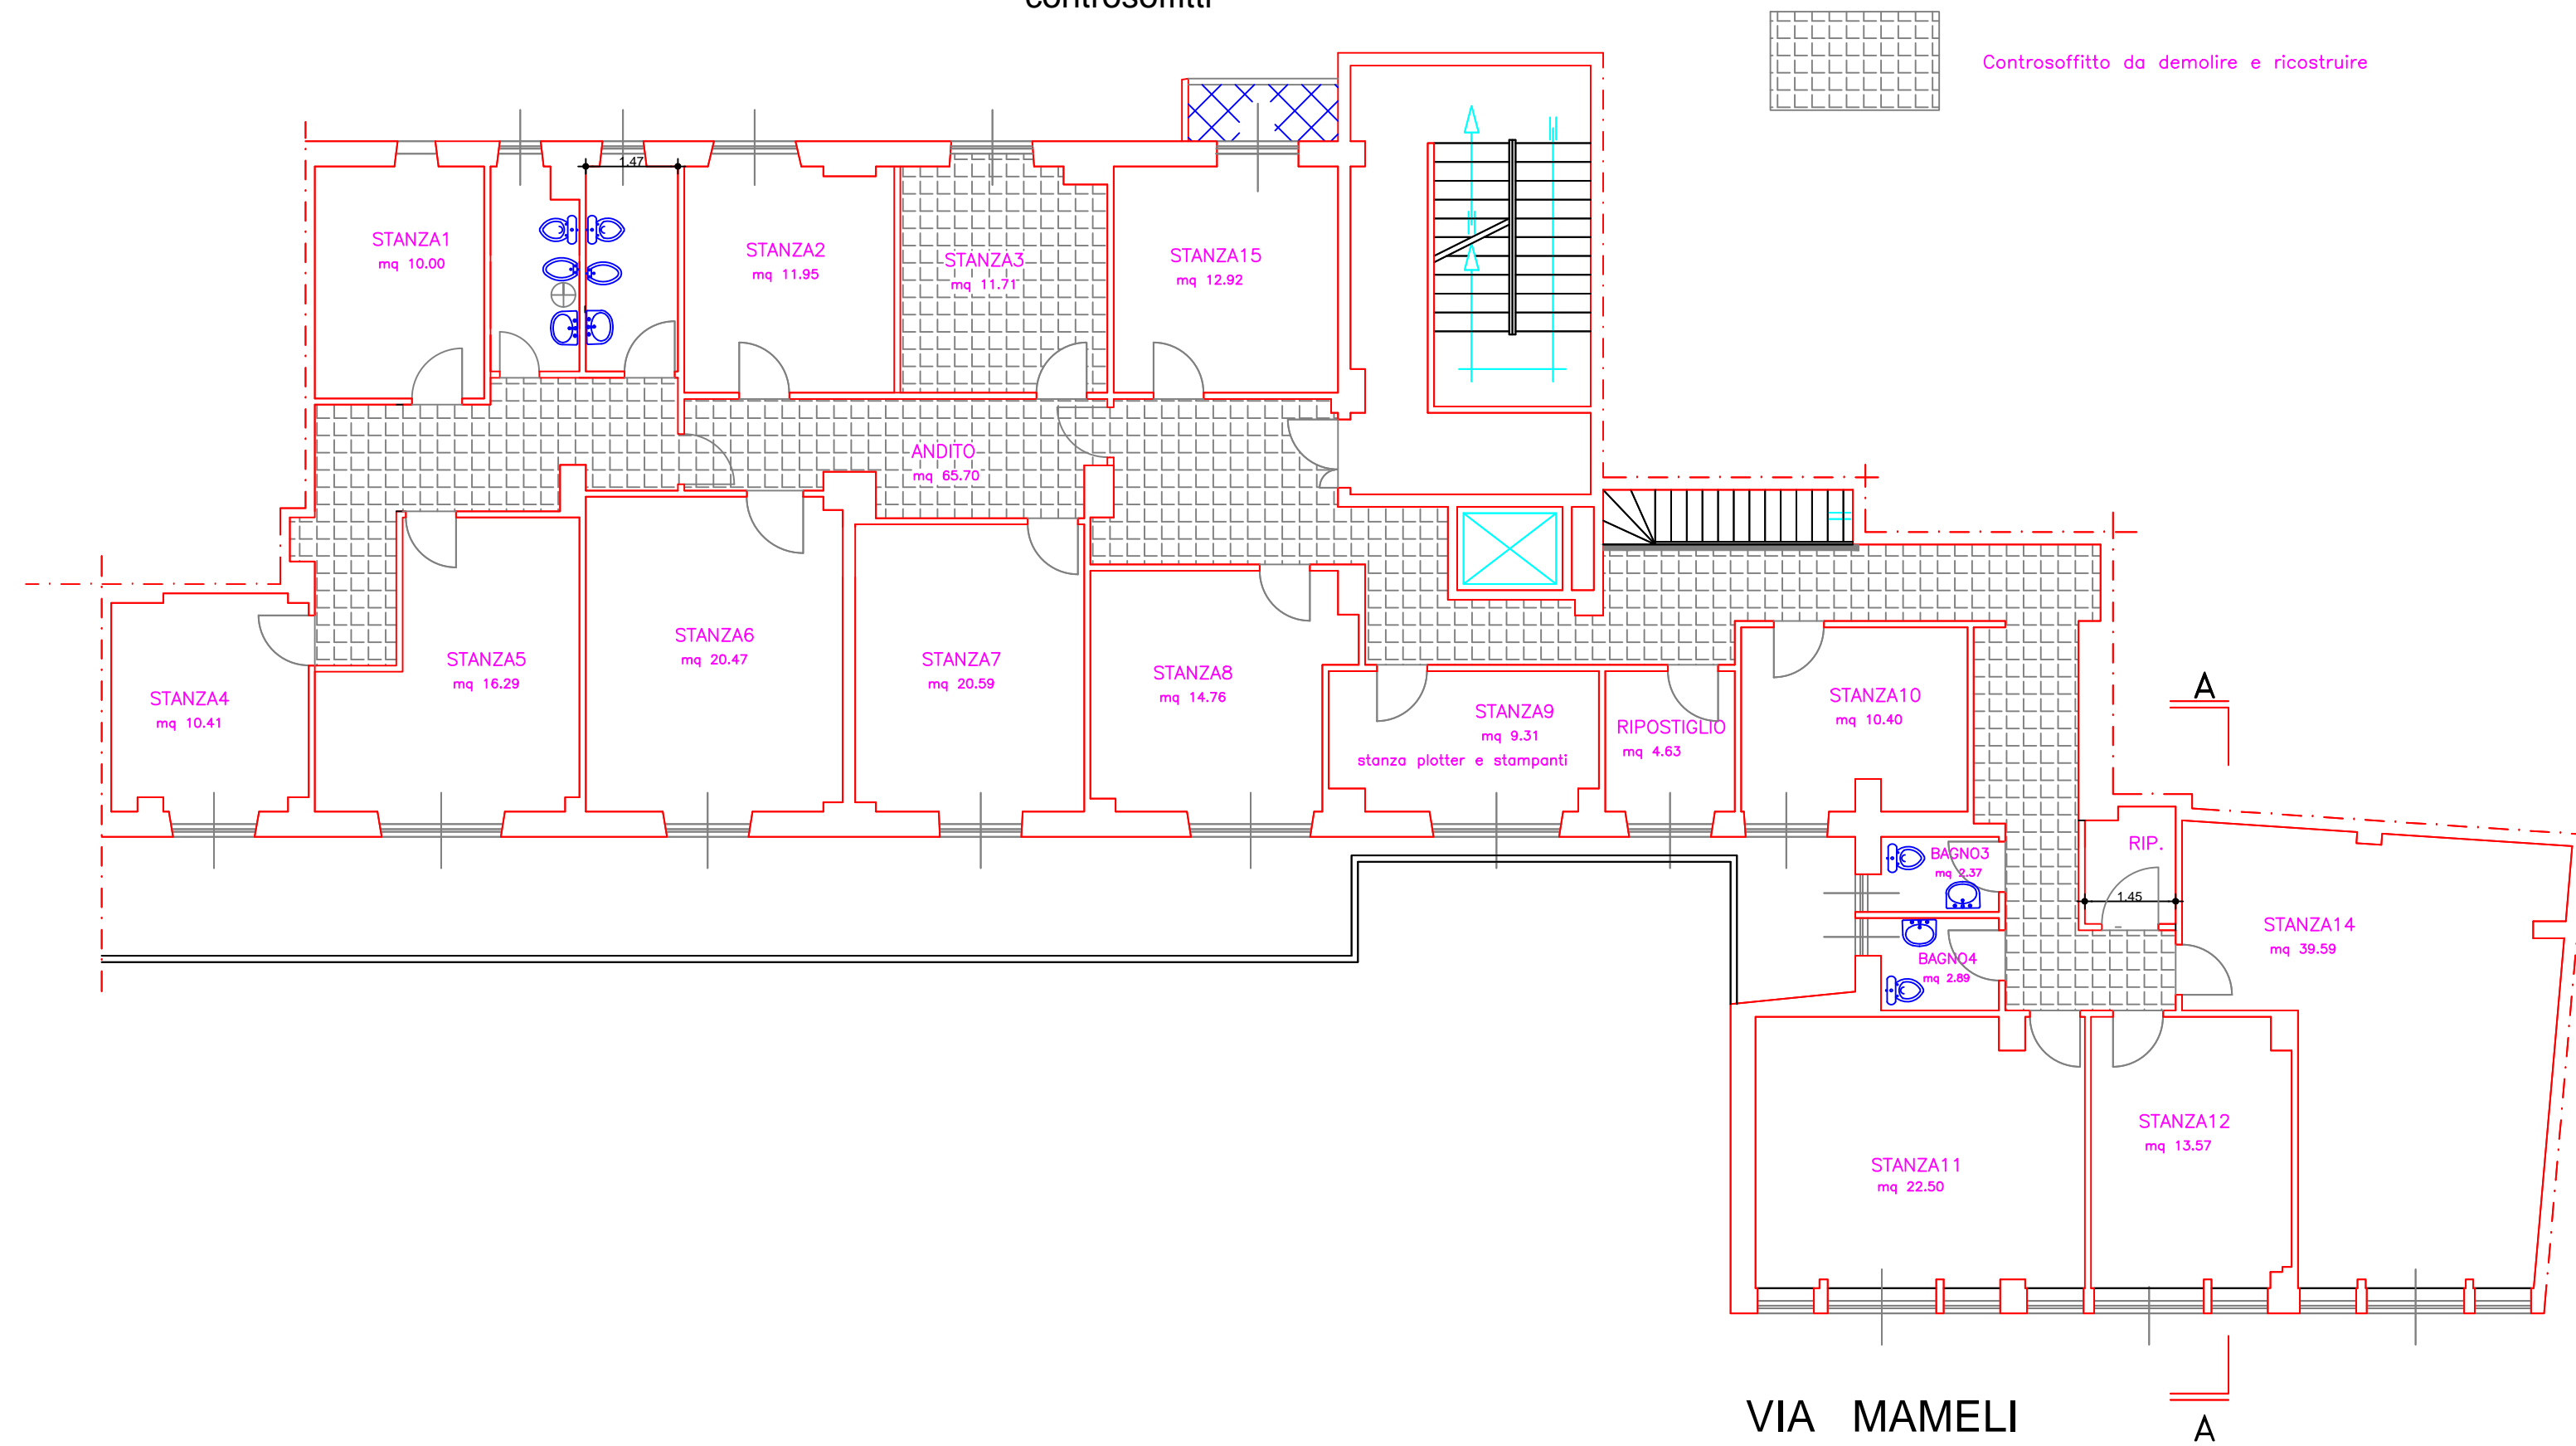 controsoffitti
Controsoffitto da demolire e ricostruire
1.47
STANZA1
mq 10.00
STANZA2
mq 11.95
STANZA3
mq 11.71
STANZA15
mq 12.92
ANDITO
mq 65.70
STANZA4
mq 10.41
STANZA5
mq 16.29
STANZA6
mq 20.47
STANZA7
mq 20.59
STANZA8
mq 14.76
STANZA9
mq 9.31
stanza plotter e stampanti
RIPOSTIGLIO
mq 4.63
STANZA10
mq 10.40
A
BAGNO3
mq 2.37
RIP.
1.45
BAGNO4
mq 2.89
STANZA14
mq 39.59
STANZA11
mq 22.50
STANZA12
mq 13.57
VIA MAMELI
A